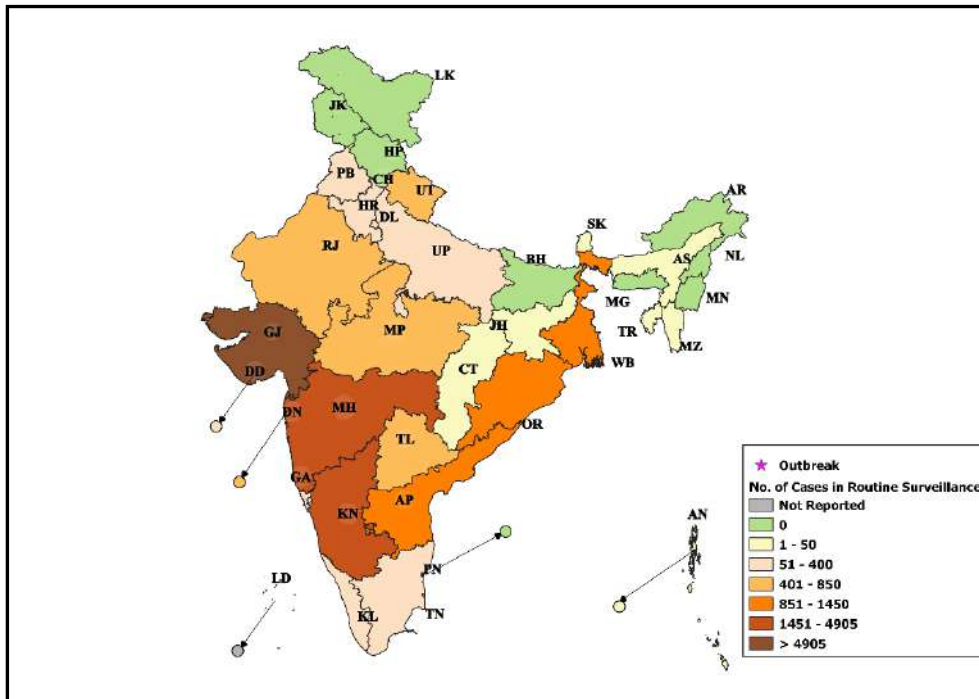 LK
JK
HP
CH
PB
UT
HR
DL
AR
SK
RJ
UP
BH
AS
NL
MG
MN
GJ
MP
JH
TR
MZ
DD
CT
WB
DN
MH
OR
TL
GA
AP
KN
AN
PN
LD
KL
TN
Outbreak
No. of Cases in Routine Surveillance
Not Reported
0
1 - 50
51 - 400
401 - 850
851 - 1450
1451 - 4905
> 4905